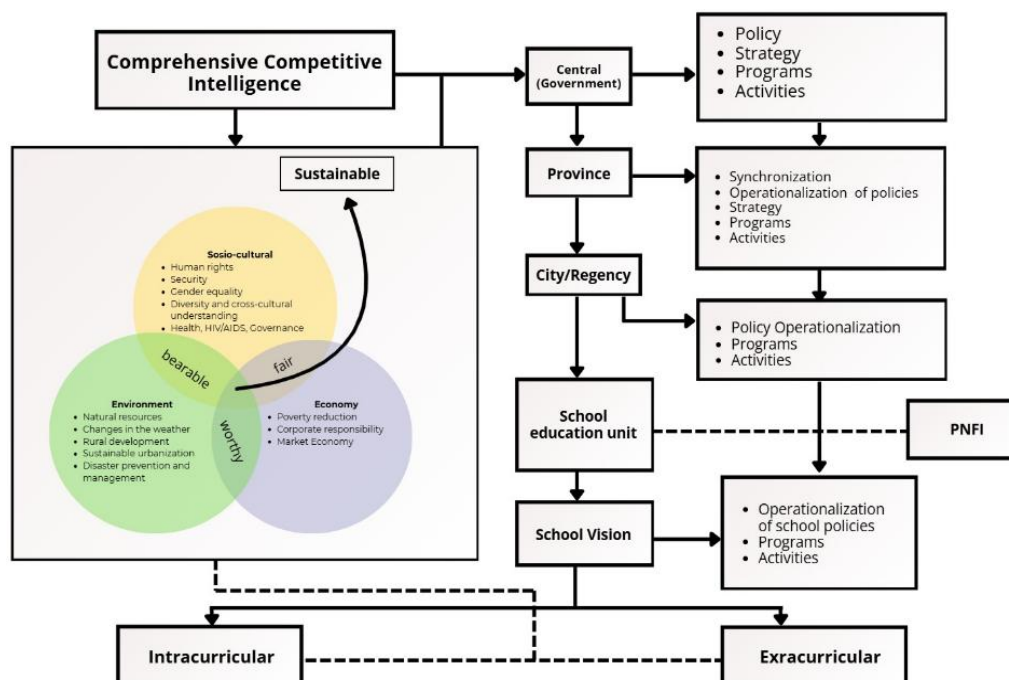 Comprehensive Competitive
Intelligence
Central
(Government)
• Policy
• Strategy
• Programs
• Activities
Sustainable
Province
• Synchronization
• Operationalization of policies
• Strategy
• Programs
• Activities
Sosio-cultural
• Human rights
• Security
• Gender equality
• Diversity and cross-cultural
understanding
• Health, HIV/AIDS, Governance
City/Regency
• Policy Operationalization
• Programs
• Activities
bearable
fair
worthy
Environment
• Natural resources
• Changes in the weather
• Rural development
• Sustainable urbanization
• Disaster prevention and
management
Economy
• Poverty reduction
• Corporate responsibility
• Market Economy
School
education unit
PNFI
School Vision
• Operationalization
of school policies
• Programs
• Activities
Intracurricular
Exracurricular